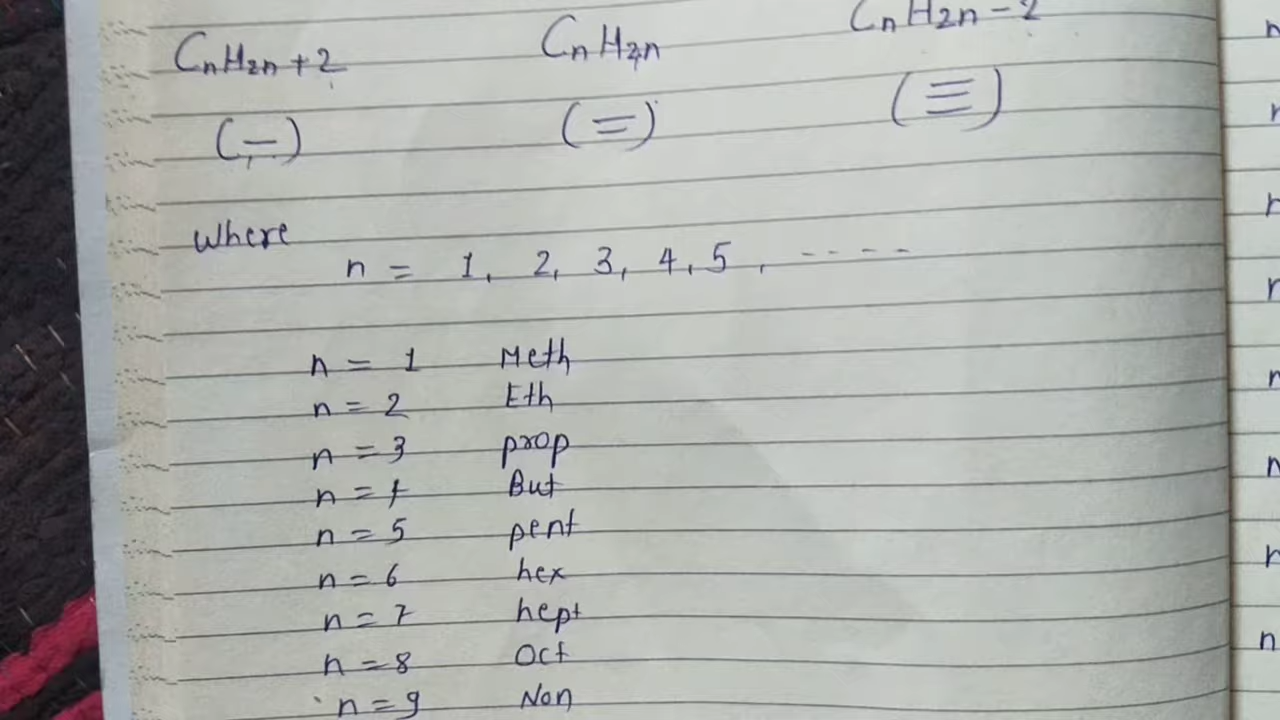 CnH2n+2 CnH2n CnH2n-2
(-) (=) (≡)
where
n = 1, 2, 3, 4, 5, ----
n = 1 Meth
n = 2 Eth
n = 3 prop
n = 4 But
n = 5 pent
n = 6 hex
n = 7 hept
n = 8 Oct
n = 9 Non
n
n
n
n
n
n
n
n